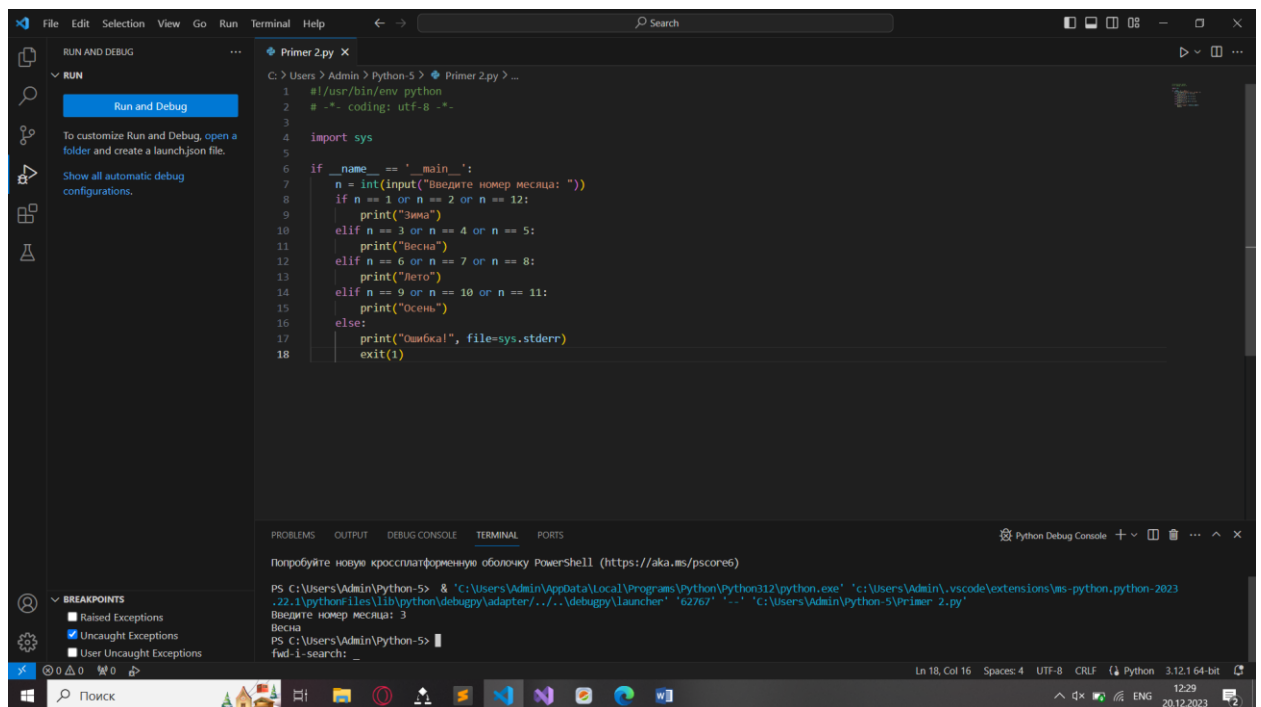 File Edit Selection View Go Run Terminal Help Search
RUN AND DEBUG
RUN
Run and Debug
To customize Run and Debug, open a
folder and create a launch.json file.
Show all automatic debug
configurations.
Primer 2.py
C: > Users > Admin > Python-5 > Primer 2.py > ...
1 #!/usr/bin/env python
2 # -*- coding: utf-8 -*-
3
4 import sys
5
6 if __name__ == '__main__':
7 n = int(input("Введите номер месяца: "))
8 if n == 1 or n == 2 or n == 12:
9 print("Зима")
10 elif n == 3 or n == 4 or n == 5:
11 print("Весна")
12 elif n == 6 or n == 7 or n == 8:
13 print("Лето")
14 elif n == 9 or n == 10 or n == 11:
15 print("Осень")
16 else:
17 print("Ошибка!", file=sys.stderr)
18 exit(1)
PROBLEMS OUTPUT DEBUG CONSOLE TERMINAL PORTS Python Debug Console
Попробуйте новую кроссплатформенную оболочку PowerShell (https://aka.ms/pscore6)
PS C:\Users\Admin\Python-5> & 'C:\Users\Admin\AppData\Local\Programs\Python\Python312\python.exe' 'c:\Users\Admin\.vscode\extensions\ms-python.python-2023
.22.1\pythonFiles\lib\python\debugpy\adapter/../..\debugpy\launcher' '62767' '--' 'C:\Users\Admin\Python-5\Primer 2.py'
Введите номер месяца: 3
Весна
PS C:\Users\Admin\Python-5>
fwd-i-search: _
BREAKPOINTS
Raised Exceptions
Uncaught Exceptions
User Uncaught Exceptions
0 0 0 Ln 18, Col 16 Spaces: 4 UTF-8 CRLF Python 3.12.1 64-bit
Поиск ENG 12:29
20.12.2023 2